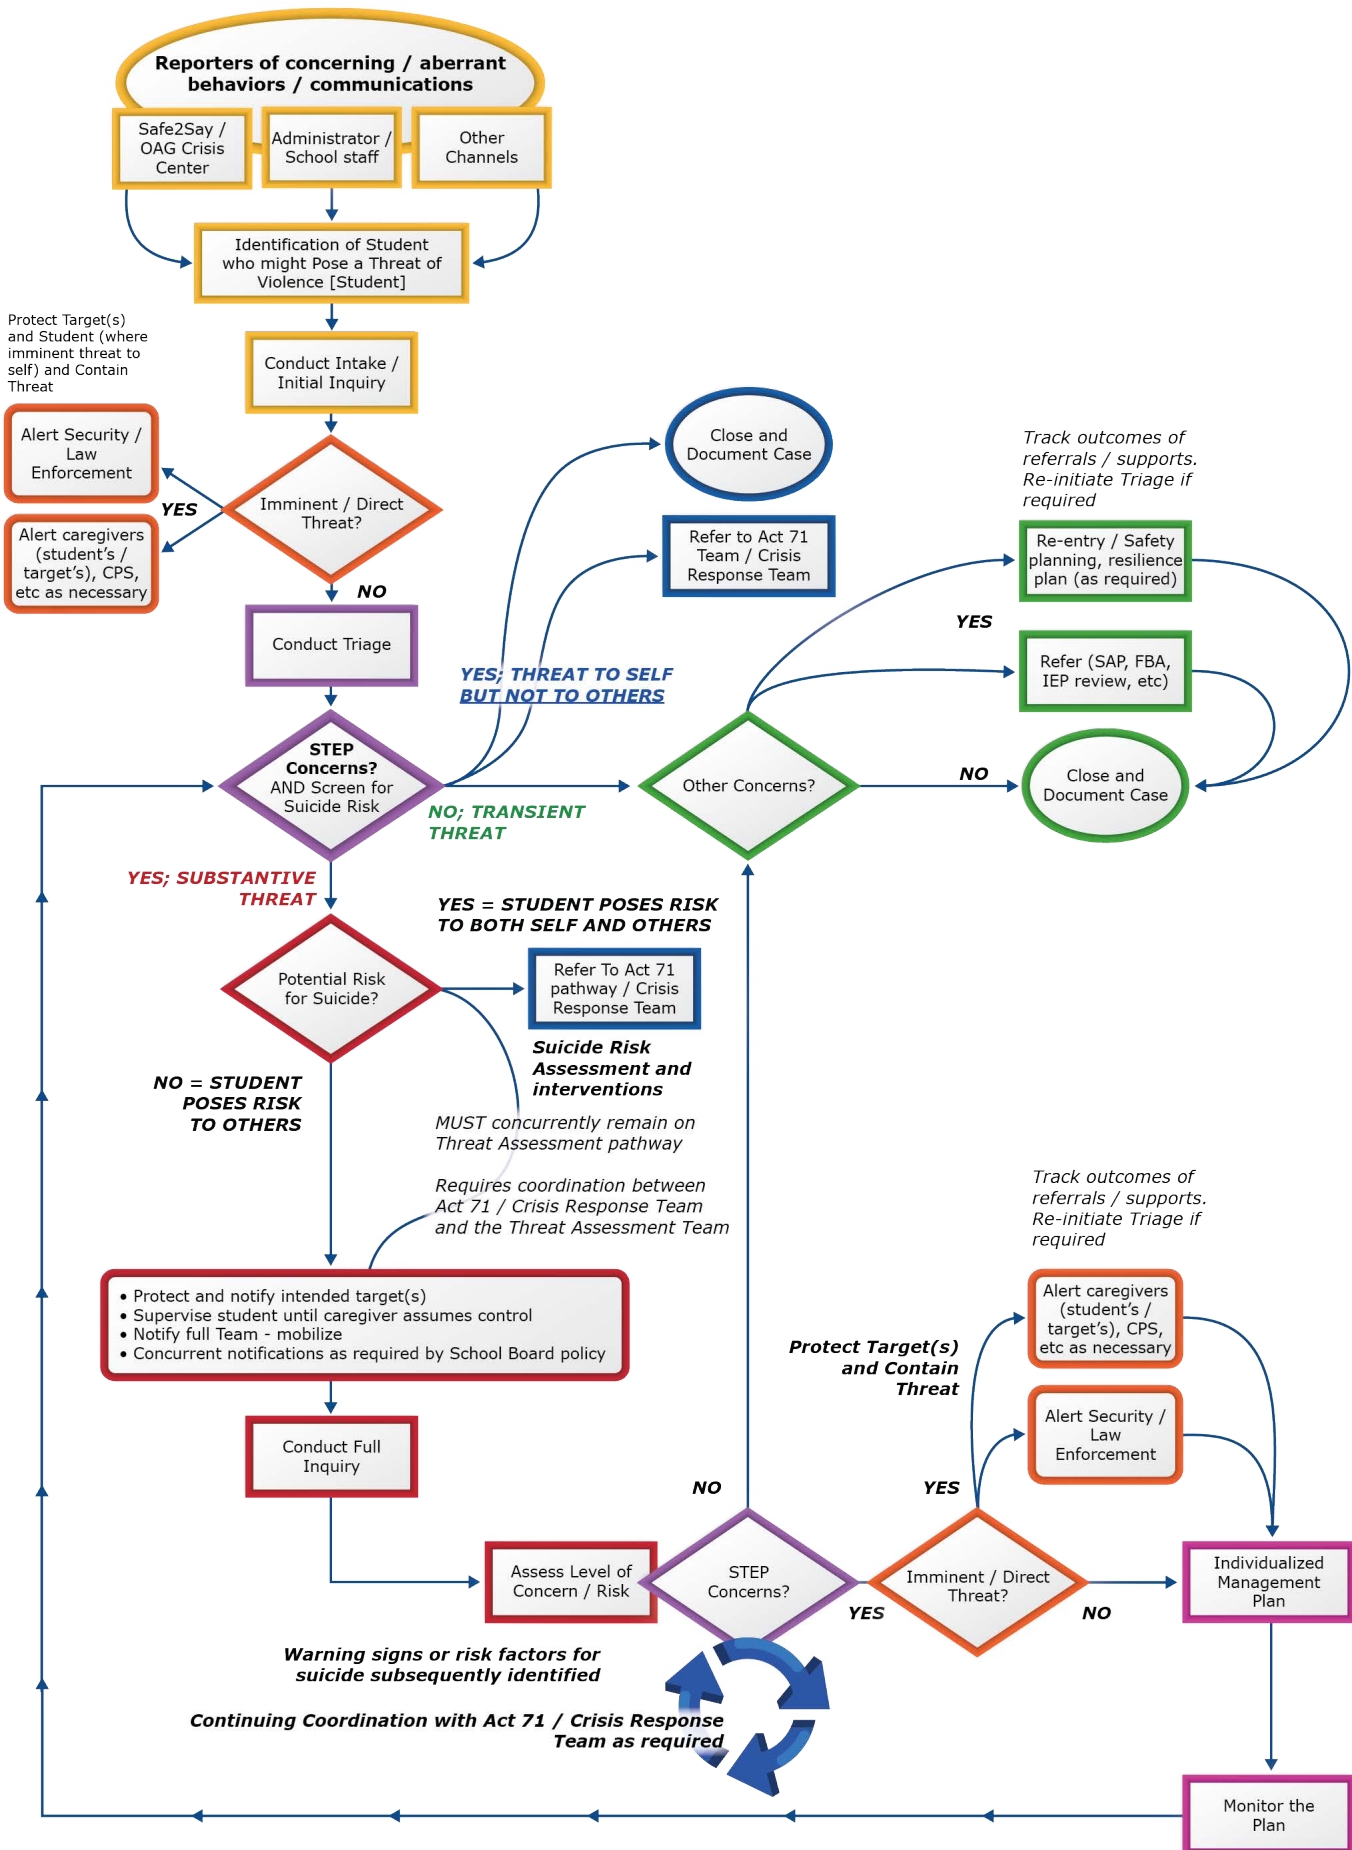 Reporters of concerning / aberrant
behaviors / communications
Safe2Say /
OAG Crisis
Center
Administrator /
School staff
Other
Channels
Identification of Student
who might Pose a Threat of
Violence [Student]
Protect Target(s)
and Student (where
imminent threat to
self) and Contain
Threat
Conduct Intake /
Initial Inquiry
Alert Security /
Law
Enforcement
YES
Alert caregivers
(student's /
target's), CPS,
etc as necessary
Imminent / Direct
Threat?
NO
Conduct Triage
Close and
Document Case
Refer to Act 71
Team / Crisis
Response Team
YES; THREAT TO SELF
BUT NOT TO OTHERS
STEP
Concerns?
AND Screen for
Suicide Risk
NO; TRANSIENT
THREAT
Other Concerns?
Track outcomes of
referrals / supports.
Re-initiate Triage if
required
Re-entry / Safety
planning, resilience
plan (as required)
YES
Refer (SAP, FBA,
IEP review, etc)
NO
Close and
Document Case
YES; SUBSTANTIVE
THREAT
YES = STUDENT POSES RISK
TO BOTH SELF AND OTHERS
Potential Risk
for Suicide?
Refer To Act 71
pathway / Crisis
Response Team
Suicide Risk
Assessment and
interventions
NO = STUDENT
POSES RISK
TO OTHERS
MUST concurrently remain on
Threat Assessment pathway
Requires coordination between
Act 71 / Crisis Response Team
and the Threat Assessment Team
• Protect and notify intended target(s)
• Supervise student until caregiver assumes control
• Notify full Team - mobilize
• Concurrent notifications as required by School Board policy
Conduct Full
Inquiry
Assess Level of
Concern / Risk
NO
STEP
Concerns?
YES
Imminent / Direct
Threat?
YES
NO
Protect Target(s)
and Contain
Threat
Track outcomes of
referrals / supports.
Re-initiate Triage if
required
Alert caregivers
(student's /
target's), CPS,
etc as necessary
Alert Security /
Law
Enforcement
Individualized
Management
Plan
Warning signs or risk factors for
suicide subsequently identified
Continuing Coordination with Act 71 / Crisis Response
Team as required
Monitor the
Plan